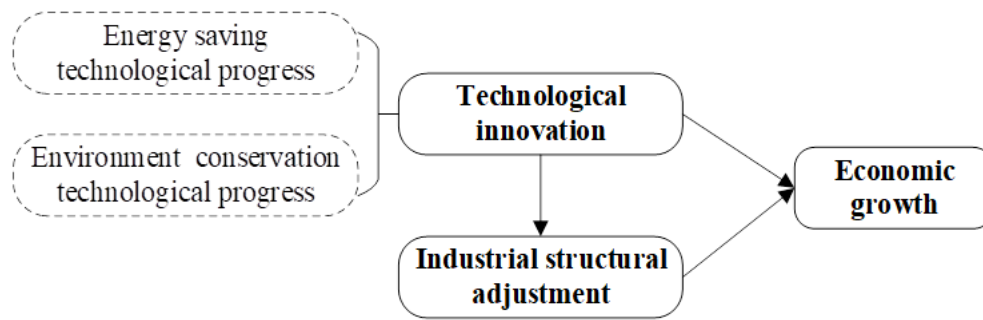 Energy saving
technological progress
Environment conservation
technological progress
Technological
innovation
Industrial structural
adjustment
Economic
growth